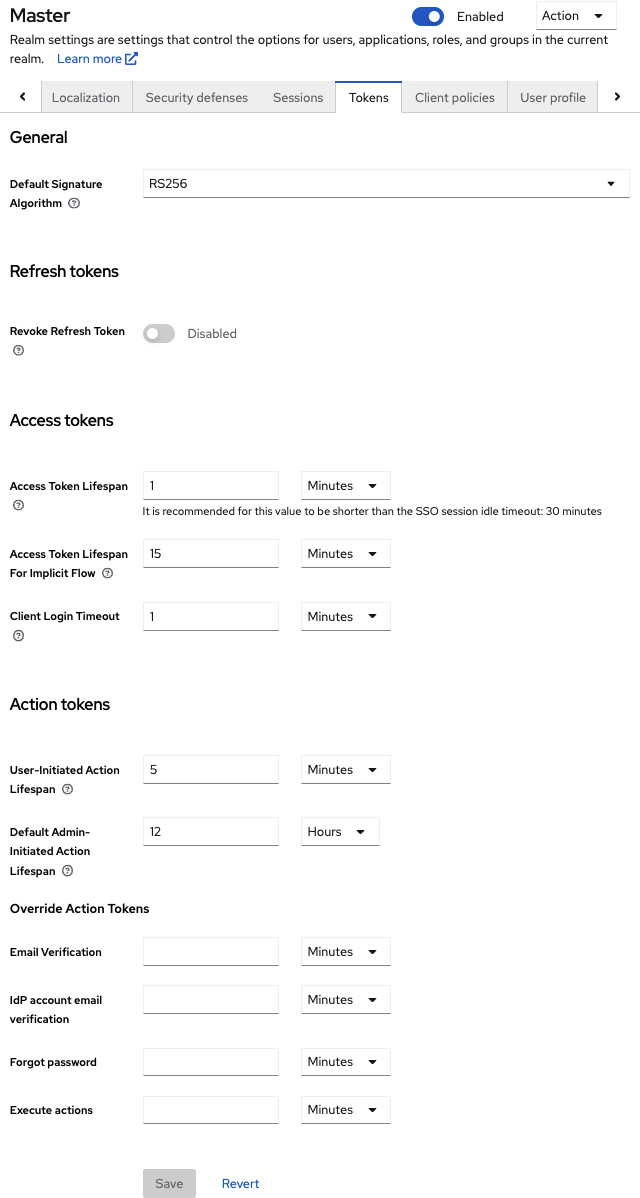 Master
Enabled
Action
Realm settings are settings that control the options for users, applications, roles, and groups in the current
realm. Learn more
Localization Security defenses Sessions Tokens Client policies User profile
General
Default Signature
Algorithm
RS256
Refresh tokens
Revoke Refresh Token
Disabled
Access tokens
Access Token Lifespan
1 Minutes
It is recommended for this value to be shorter than the SSO session idle timeout: 30 minutes
Access Token Lifespan
For Implicit Flow
15 Minutes
Client Login Timeout
1 Minutes
Action tokens
User-Initiated Action
Lifespan
5 Minutes
Default Admin-
Initiated Action
Lifespan
12 Hours
Override Action Tokens
Email Verification Minutes
IdP account email
verification
Minutes
Forgot password Minutes
Execute actions Minutes
Save Revert